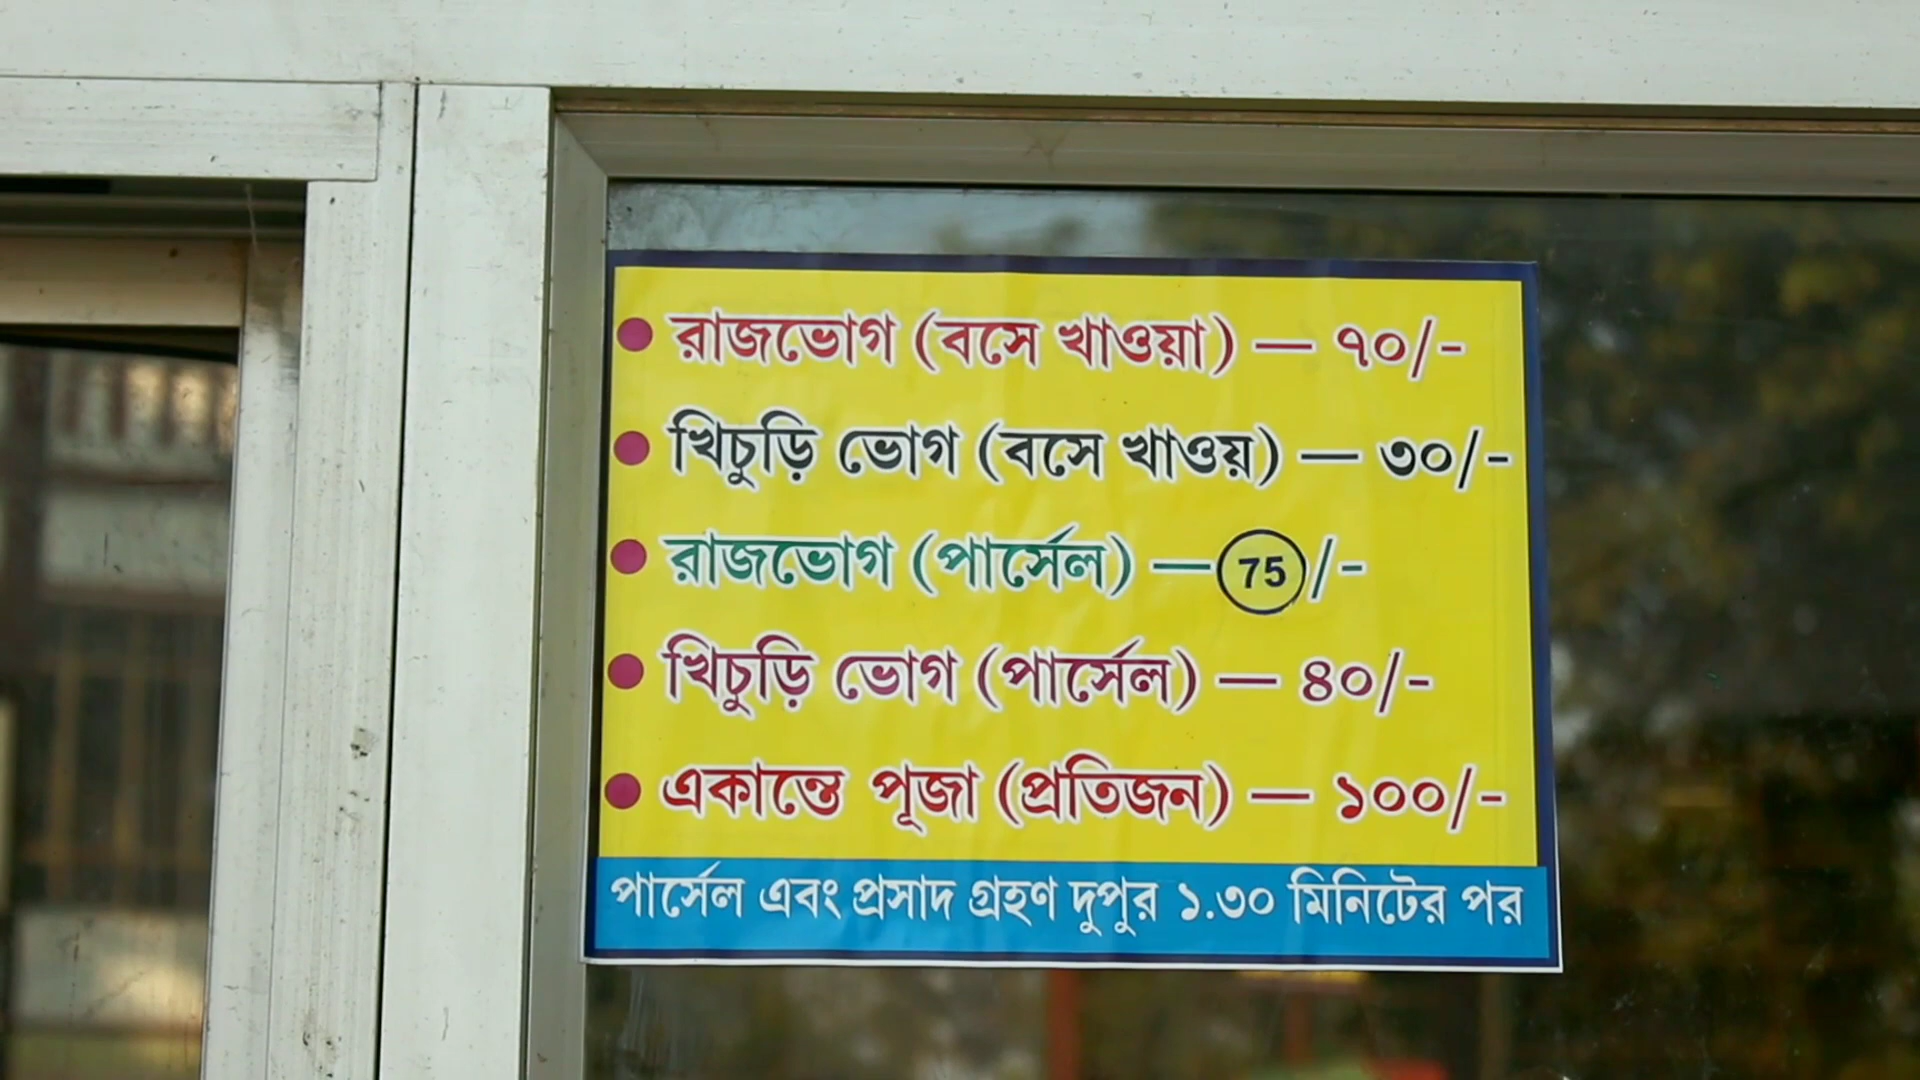 ● রাজভোগ (বসে খাওয়া) — ৭০/-
● খিচুড়ি ভোগ (বসে খাওয়) — ৩০/-
● রাজভোগ (পার্সেল) — 75/-
● খিচুড়ি ভোগ (পার্সেল) — ৪০/-
● একান্তে পূজা (প্রতিজন) — ১০০/-
পার্সেল এবং প্রসাদ গ্রহণ দুপুর ১.৩০ মিনিটের পর